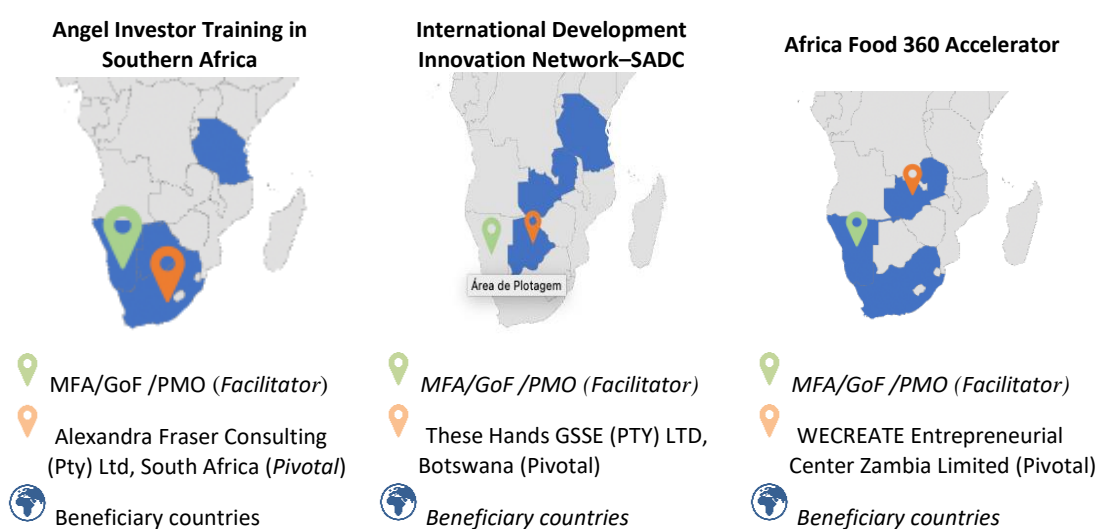 Angel Investor Training in
Southern Africa
MFA/GoF /PMO (Facilitator)
Alexandra Fraser Consulting
(Pty) Ltd, South Africa (Pivotal)
Beneficiary countries
International Development
Innovation Network–SADC
Área de Plotagem
MFA/GoF /PMO (Facilitator)
These Hands GSSE (PTY) LTD,
Botswana (Pivotal)
Beneficiary countries
Africa Food 360 Accelerator
MFA/GoF /PMO (Facilitator)
WECREATE Entrepreneurial
Center Zambia Limited (Pivotal)
Beneficiary countries